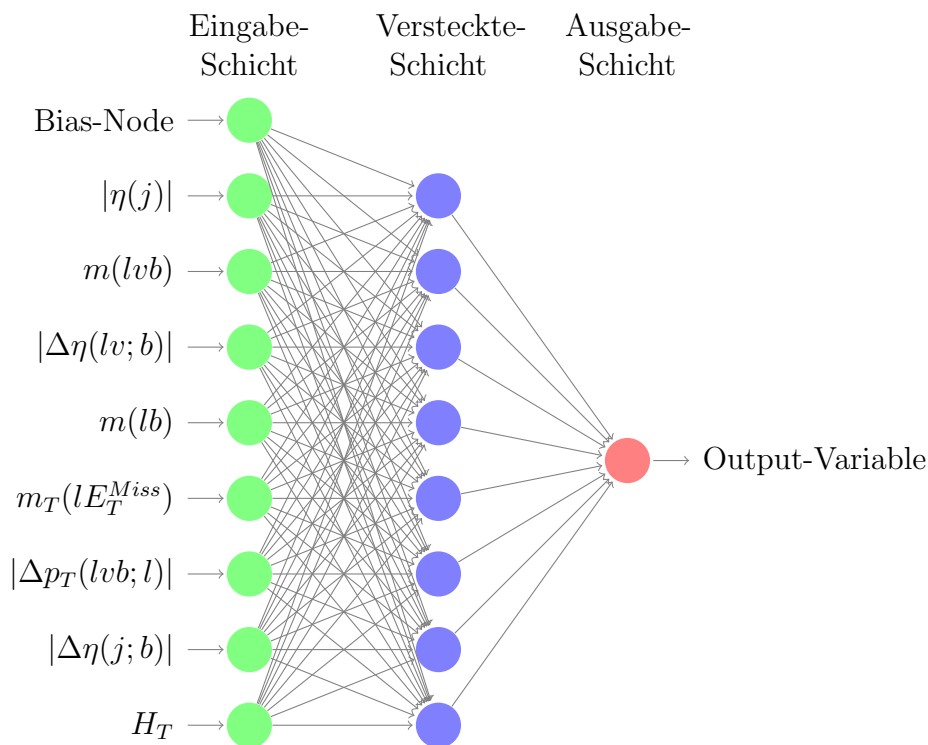 Eingabe-
Schicht
Versteckte-
Schicht
Ausgabe-
Schicht
Bias-Node
|η(j)|
m(lvb)
|Δη(lv; b)|
m(lb)
m_T(lE_T^{Miss})
|Δp_T(lvb; l)|
|Δη(j; b)|
H_T
Output-Variable